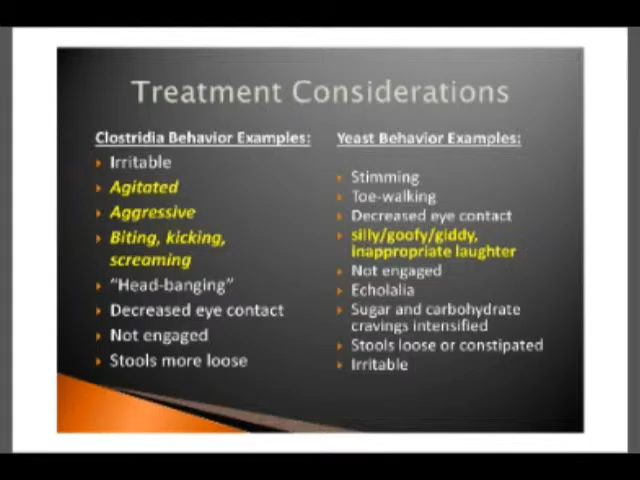 Treatment Considerations
Clostridia Behavior Examples:
Irritable
Agitated
Aggressive
Biting, kicking,
screaming
“Head-banging”
Decreased eye contact
Not engaged
Stools more loose
Yeast Behavior Examples:
Stimming
Toe-walking
Decreased eye contact
silly/goofy/giddy,
inappropriate laughter
Not engaged
Echolalia
Sugar and carbohydrate
cravings intensified
Stools loose or constipated
Irritable